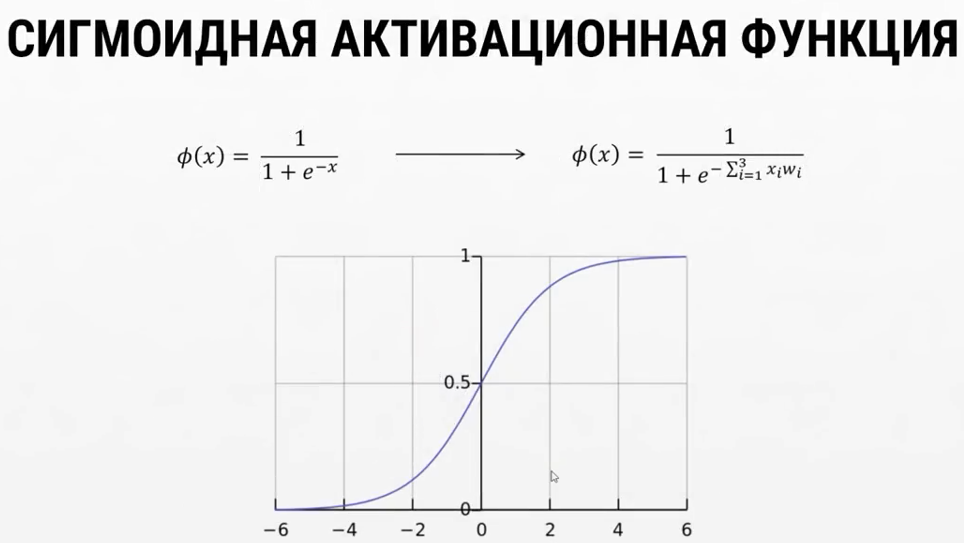 СИГМОИДНАЯ АКТИВАЦИОННАЯ ФУНКЦИЯ
ϕ(x) = 1 / (1 + e^{−x}) ⟶ ϕ(x) = 1 / (1 + e^{− ∑_{i=1}^{3} x_i w_i})
1
0.5
0
−6 −4 −2 0 2 4 6